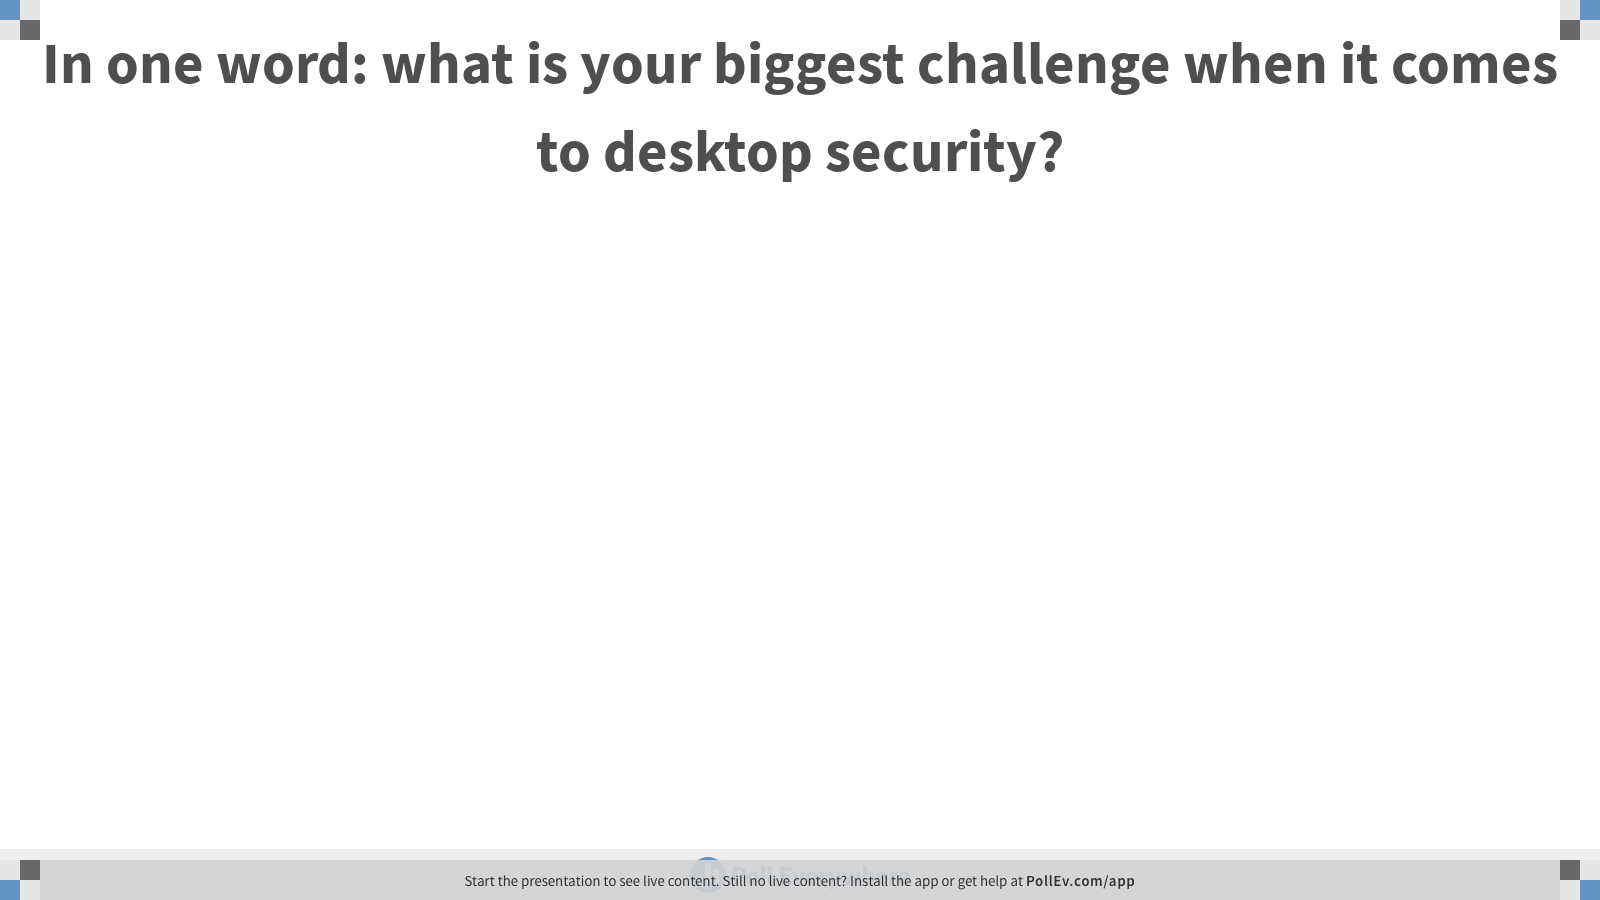 In one word: what is your biggest challenge when it comes
to desktop security?
Start the presentation to see live content. Still no live content? Install the app or get help at PollEv.com/app